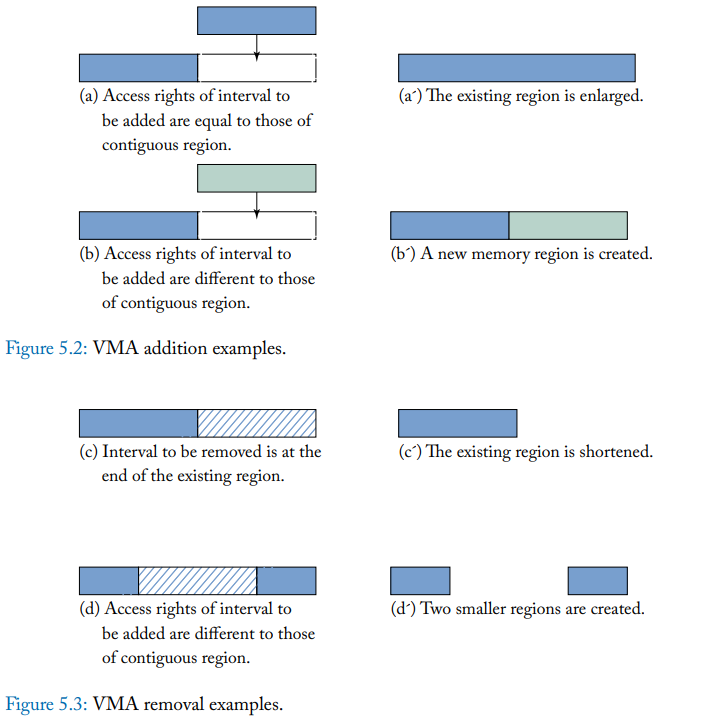 (a) Access rights of interval to
be added are equal to those of
contiguous region.
(a´) The existing region is enlarged.
(b) Access rights of interval to
be added are different to those
of contiguous region.
(b´) A new memory region is created.
Figure 5.2: VMA addition examples.
(c) Interval to be removed is at the
end of the existing region.
(c´) The existing region is shortened.
(d) Access rights of interval to
be added are different to those
of contiguous region.
(d´) Two smaller regions are created.
Figure 5.3: VMA removal examples.